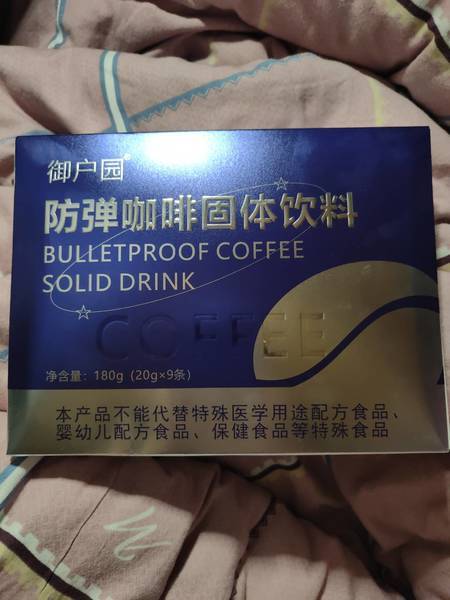 御户园®
防弹咖啡固体饮料
BULLETPROOF COFFEE
SOLID DRINK
COFFEE
净含量：180g（20g×9条）
本产品不能代替特殊医学用途配方食品、
婴幼儿配方食品、保健食品等特殊食品